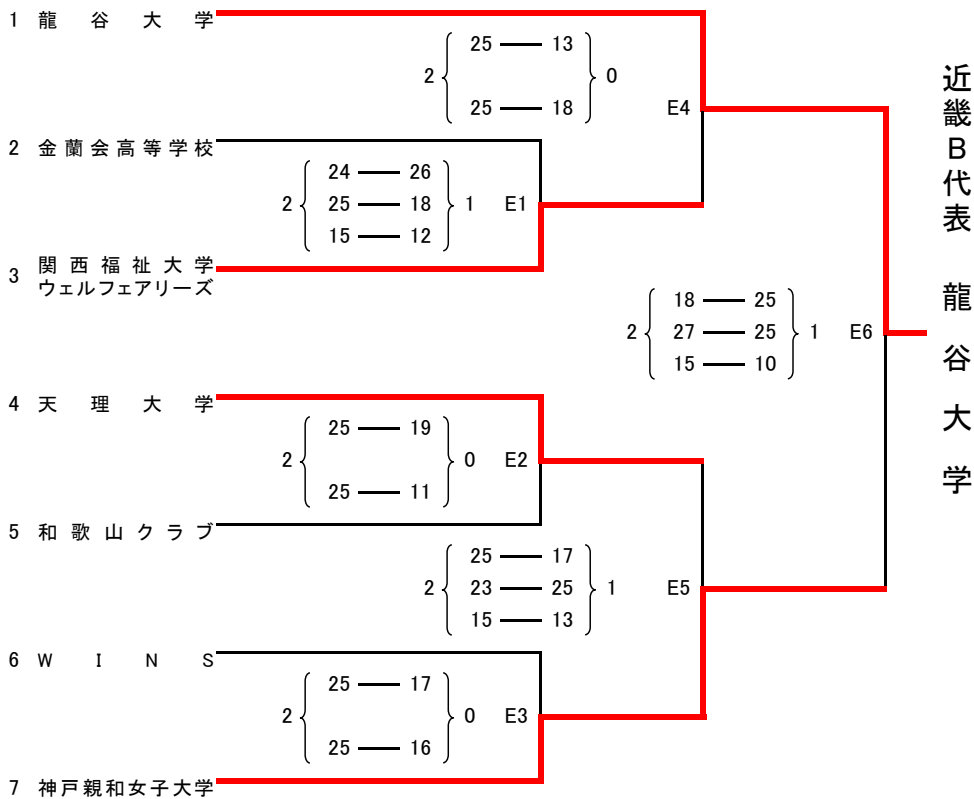 1 龍谷大学
25 13
2 0
25 18
E4
2 金蘭会高等学校
24 26
2 25 18 1 E1
15 12
3 関西福祉大学
ウェルフェアリーズ
18 25
2 27 25 1 E6
15 10
4 天理大学
25 19
2 0 E2
25 11
5 和歌山クラブ
25 17
2 23 25 1 E5
15 13
6 WINS
25 17
2 0 E3
25 16
7 神戸親和女子大学
近畿B代表 龍谷大学